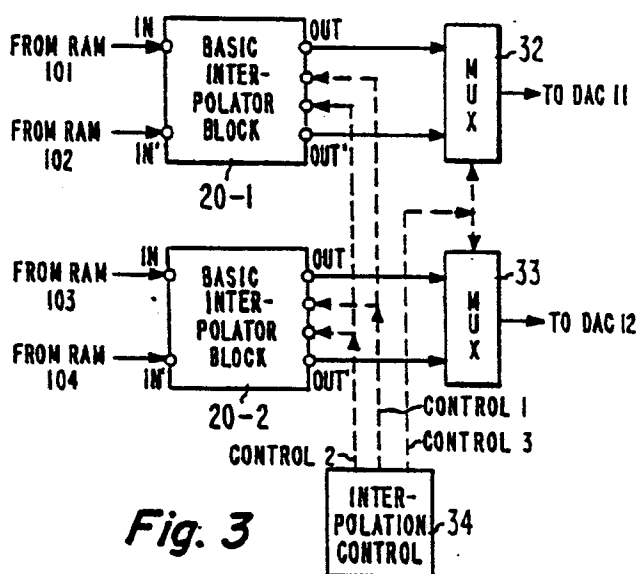 IN
OUT
FROM RAM
101
BASIC
INTER-
POLATOR
BLOCK
32
MUX
TO DAC 11
FROM RAM
102
IN'
OUT'
20-1
IN
OUT
FROM RAM
103
BASIC
INTER-
POLATOR
BLOCK
33
MUX
TO DAC 12
FROM RAM
104
IN'
OUT'
20-2
CONTROL 1
CONTROL 2
CONTROL 3
INTER-
POLATION
CONTROL
34
Fig. 3